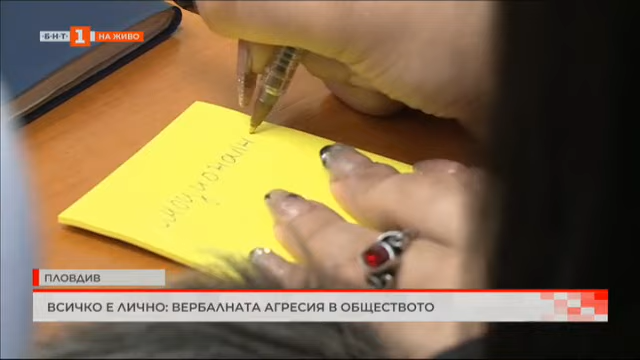 БНТ 1 НА ЖИВО
ПЛОВДИВ
ВСИЧКО Е ЛИЧНО: ВЕРБАЛНАТА АГРЕСИЯ В ОБЩЕСТВОТО